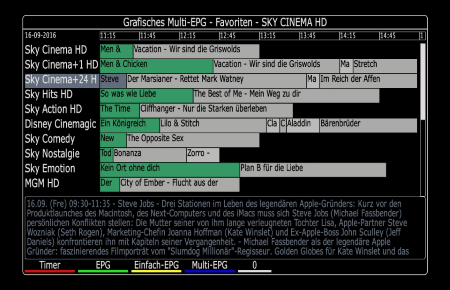 Grafisches Multi-EPG - Favoriten - SKY CINEMA HD
16-09-2016 11:15 11:45 12:15 12:45 13:15 13:45 14:15 14:45 1
Sky Cinema HD Men & Vacation - Wir sind die Griswolds
Sky Cinema+1 HD Men & Chicken Vacation - Wir sind die Griswolds Ma Stretch
Sky Cinema+24 H Steve Der Marsianer - Rettet Mark Watney Ma Im Reich der Affen
Sky Hits HD So was wie Liebe The Best of Me - Mein Weg zu dir
Sky Action HD The Time Cliffhanger - Nur die Starken überleben
Disney Cinemagic Ein Königreich Lilo & Stitch Cla C Aladdin Bärenbrüder
Sky Comedy New The Opposite Sex
Sky Nostalgie Tod Bonanza Zorro -
Sky Emotion Kein Ort ohne dich Plan B für die Liebe
MGM HD Der City of Ember - Flucht aus der
16.09. (Fre) 09:30-11:35 - Steve Jobs - Drei Stationen im Leben des legendären Apple-Gründers: Kurz vor den
Produktlaunches des Macintosh, des Next-Computers und des iMacs muss sich Steve Jobs (Michael Fassbender)
persönlichen Konflikten stellen: Die Mutter seiner von ihm lange verleugneten Tochter Lisa, Apple-Partner Steve
Wozniak (Seth Rogen), Marketing-Chefin Joanna Hoffman (Kate Winslet) und Ex-Apple-Boss John Sculley (Jeff
Daniels) konfrontieren ihn mit Kapiteln seiner Vergangenheit. - Michael Fassbender als der legendäre Apple
Gründer: faszinierendes Filmporträt vom "Slumdog Millionär"-Regisseur. Golden Globes für Kate Winslet und das
Timer EPG Einfach-EPG Multi-EPG 0